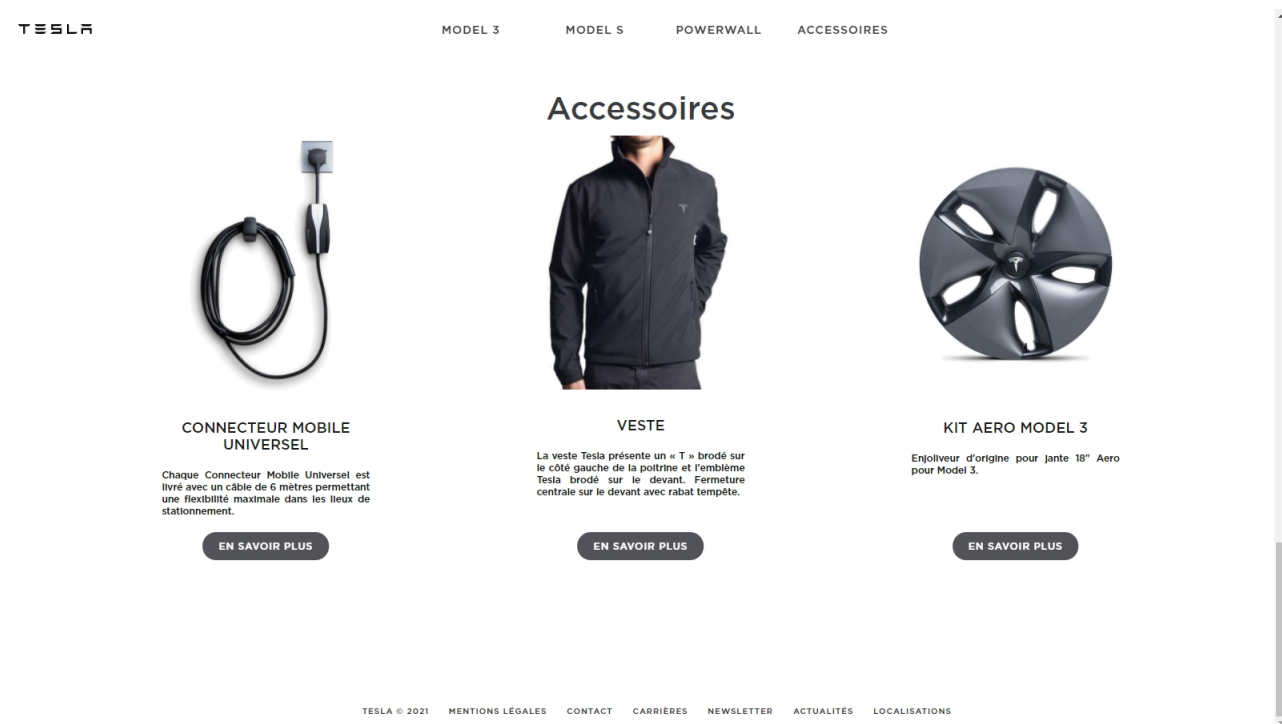 TESLA
MODEL 3 MODEL S POWERWALL ACCESSOIRES
Accessoires
CONNECTEUR MOBILE
UNIVERSEL
Chaque Connecteur Mobile Universel est
livré avec un câble de 6 mètres permettant
une flexibilité maximale dans les lieux de
stationnement.
EN SAVOIR PLUS
VESTE
La veste Tesla présente un « T » brodé sur
le côté gauche de la poitrine et l'emblème
Tesla brodé sur le devant. Fermeture
centrale sur le devant avec rabat tempête.
EN SAVOIR PLUS
KIT AERO MODEL 3
Enjoliveur d'origine pour jante 18" Aero
pour Model 3.
EN SAVOIR PLUS
TESLA © 2021 MENTIONS LÉGALES CONTACT CARRIÈRES NEWSLETTER ACTUALITÉS LOCALISATIONS